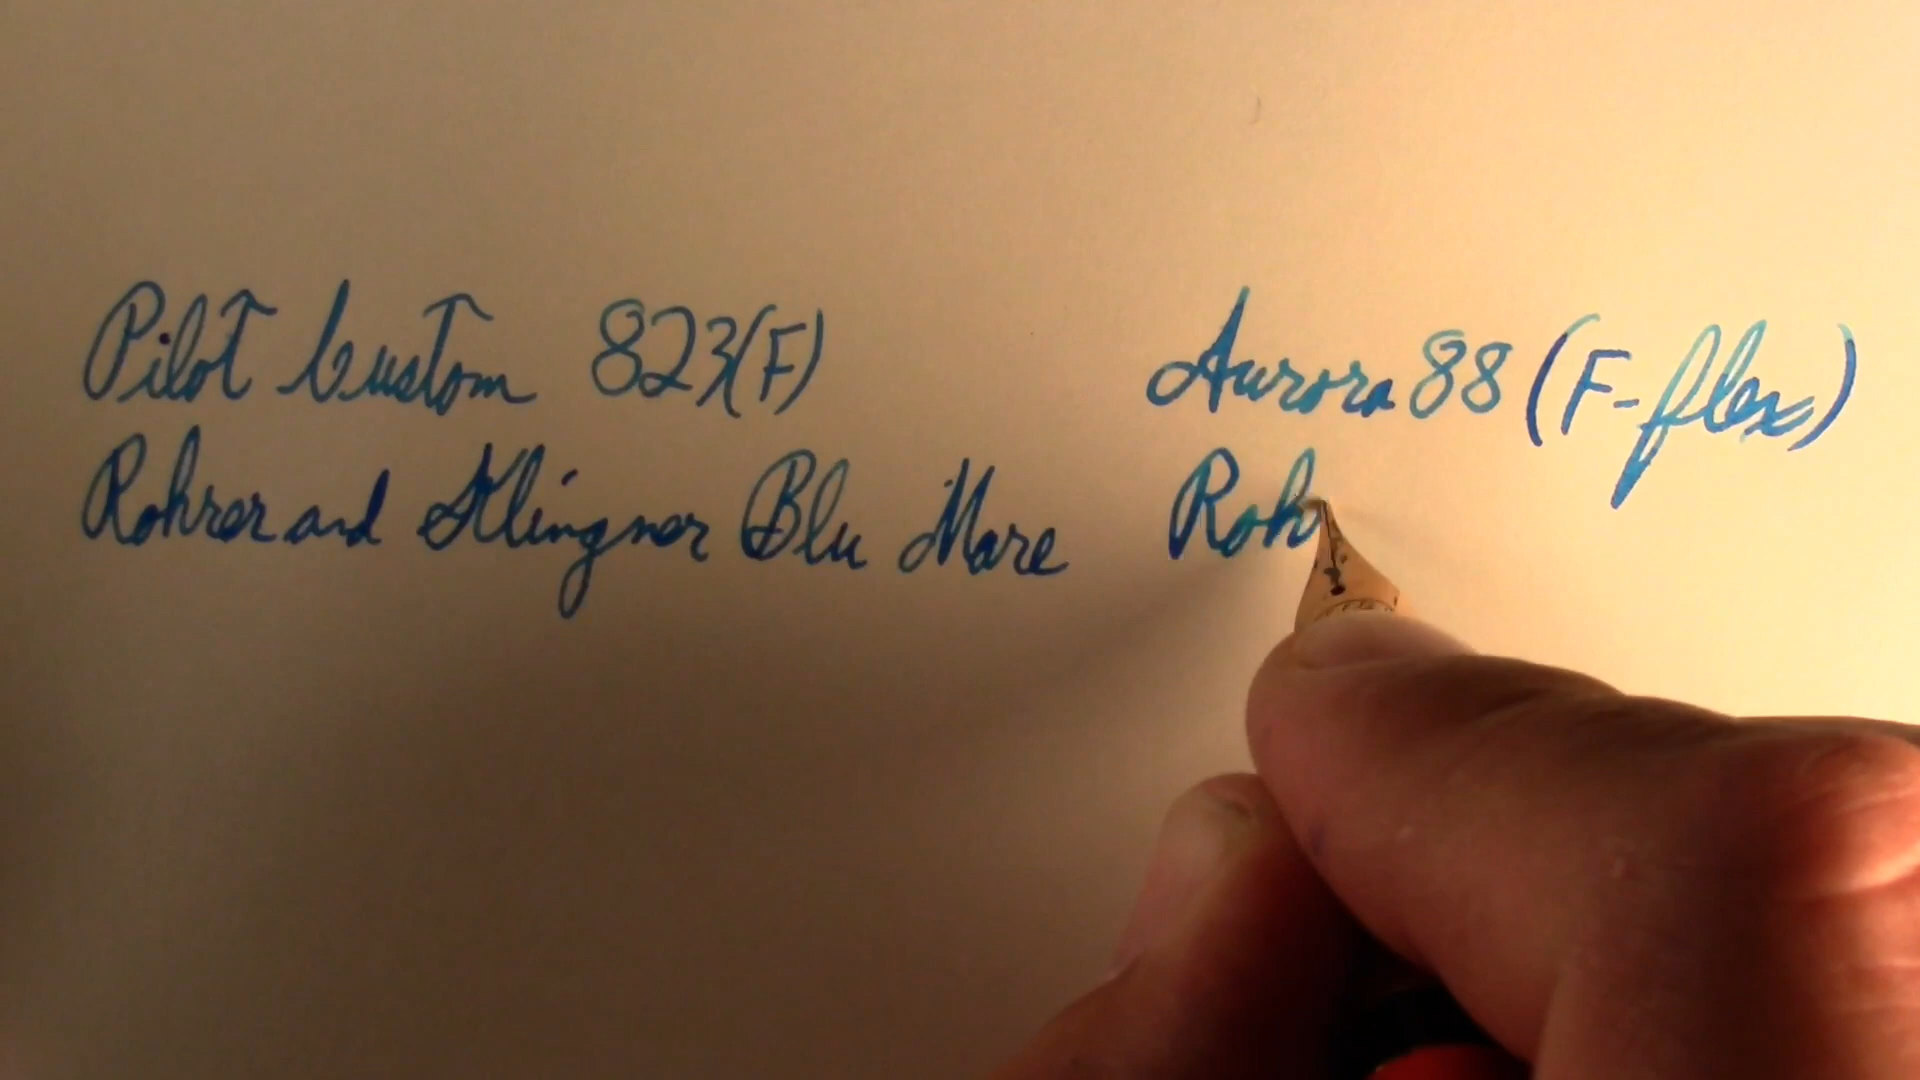 Pilot Custom 823(F)
Rohrer and Klingner Blu Mare
Aurora 88 (F-flex)
Roh